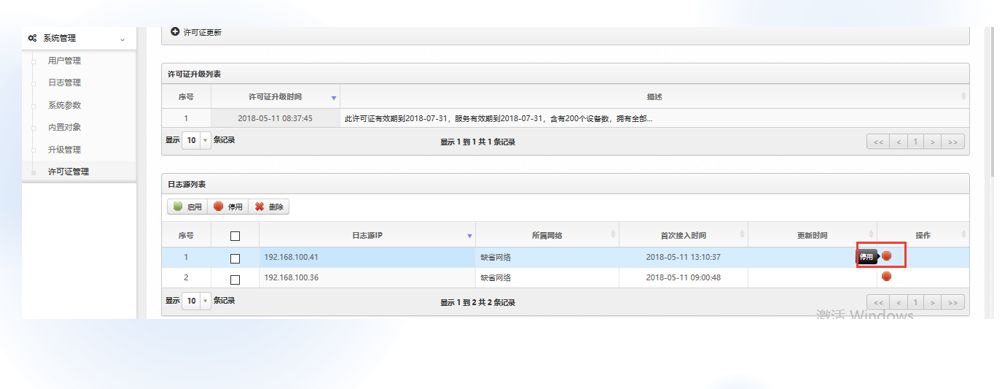 系统管理
用户管理
日志管理
系统参数
内置对象
升级管理
许可证管理
许可证更新
许可证升级列表
序号 许可证升级时间 描述
1 2018-05-11 08:37:45 此许可证有效期到2018-07-31，服务有效期到2018-07-31，含有200个设备数，拥有全部...
显示 10 条记录 显示 1 到 1 共 1 条记录 << < 1 > >>
日志源列表
启用 停用 删除
序号 日志源IP 所属网络 首次接入时间 更新时间 操作
1 192.168.100.41 缺省网络 2018-05-11 13:10:37 停用
2 192.168.100.36 缺省网络 2018-05-11 09:00:48
显示 10 条记录 显示 1 到 2 共 2 条记录 << < 1 > >>
激活 Windows